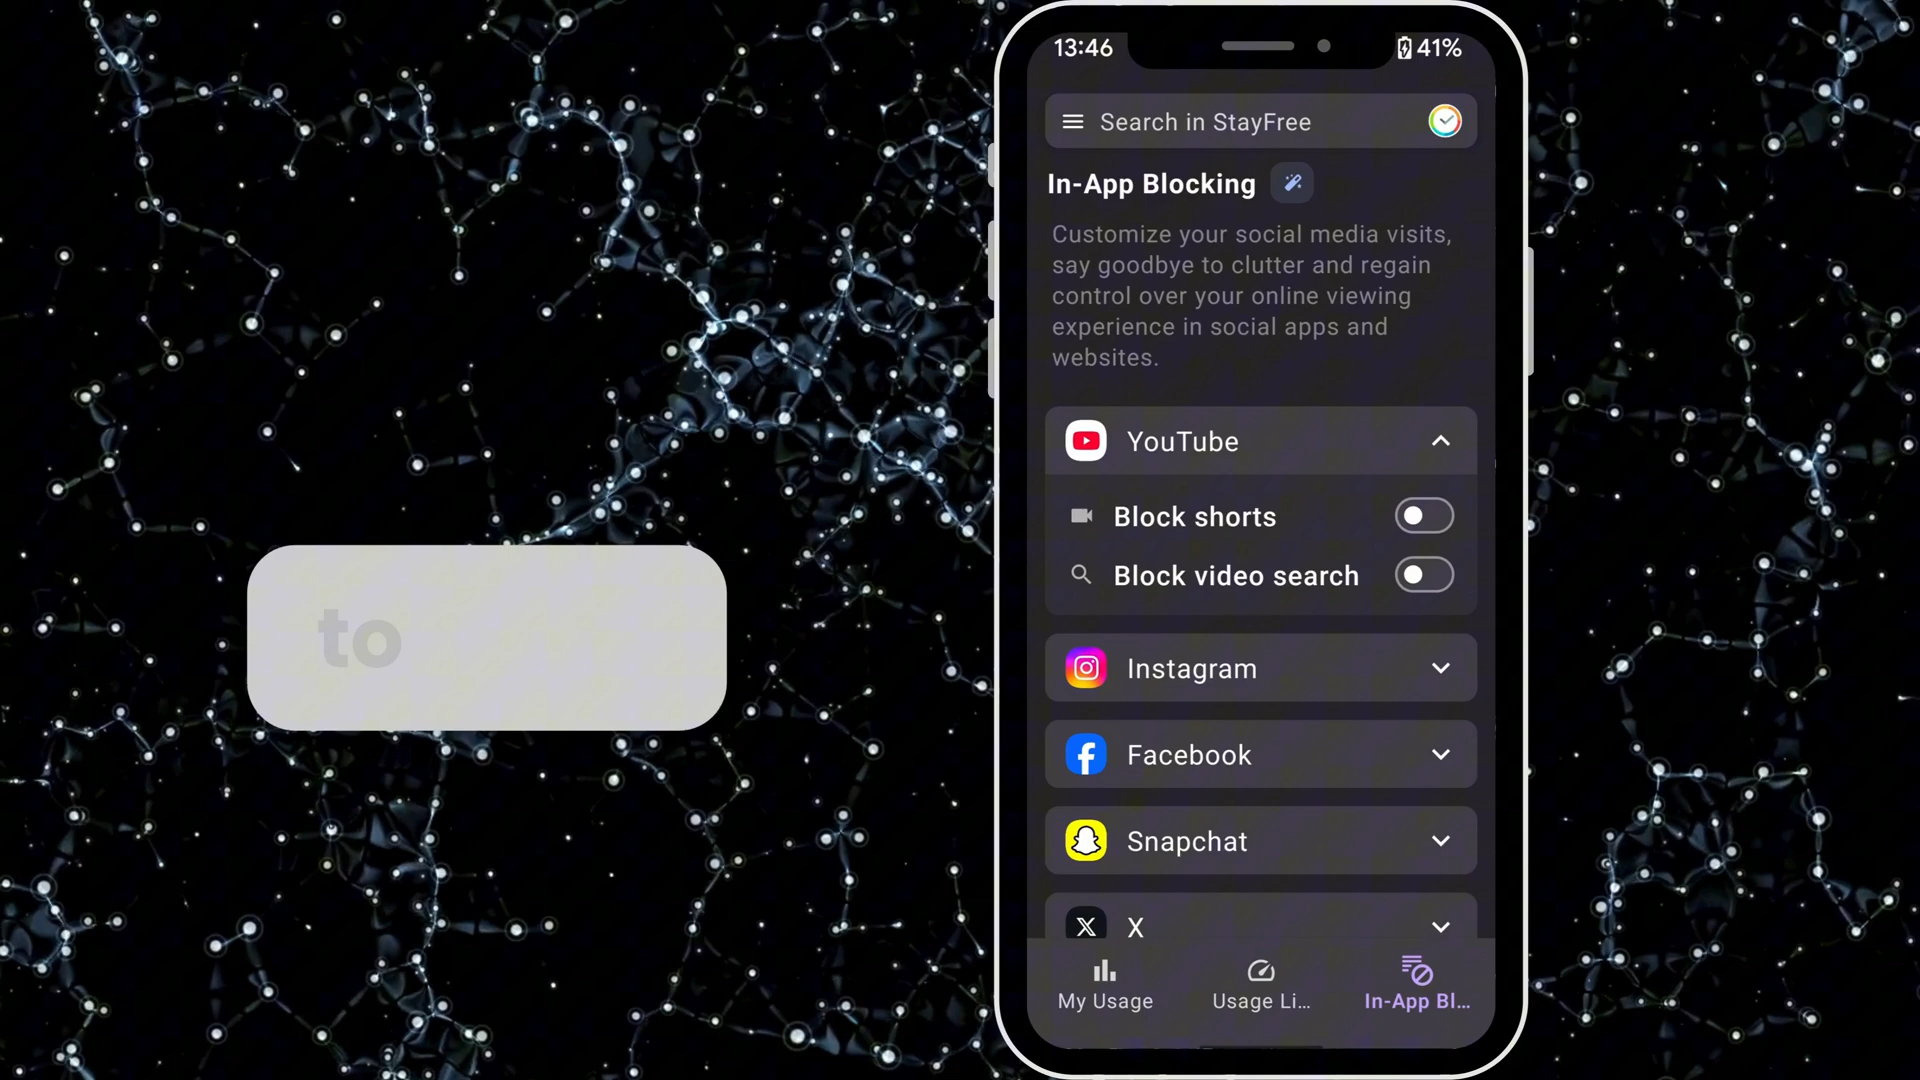 to
13:46
41%
Search in StayFree
In-App Blocking
Customize your social media visits,
say goodbye to clutter and regain
control over your online viewing
experience in social apps and
websites.
YouTube
Block shorts
Block video search
Instagram
Facebook
Snapchat
X
My Usage
Usage Li...
In-App Bl...